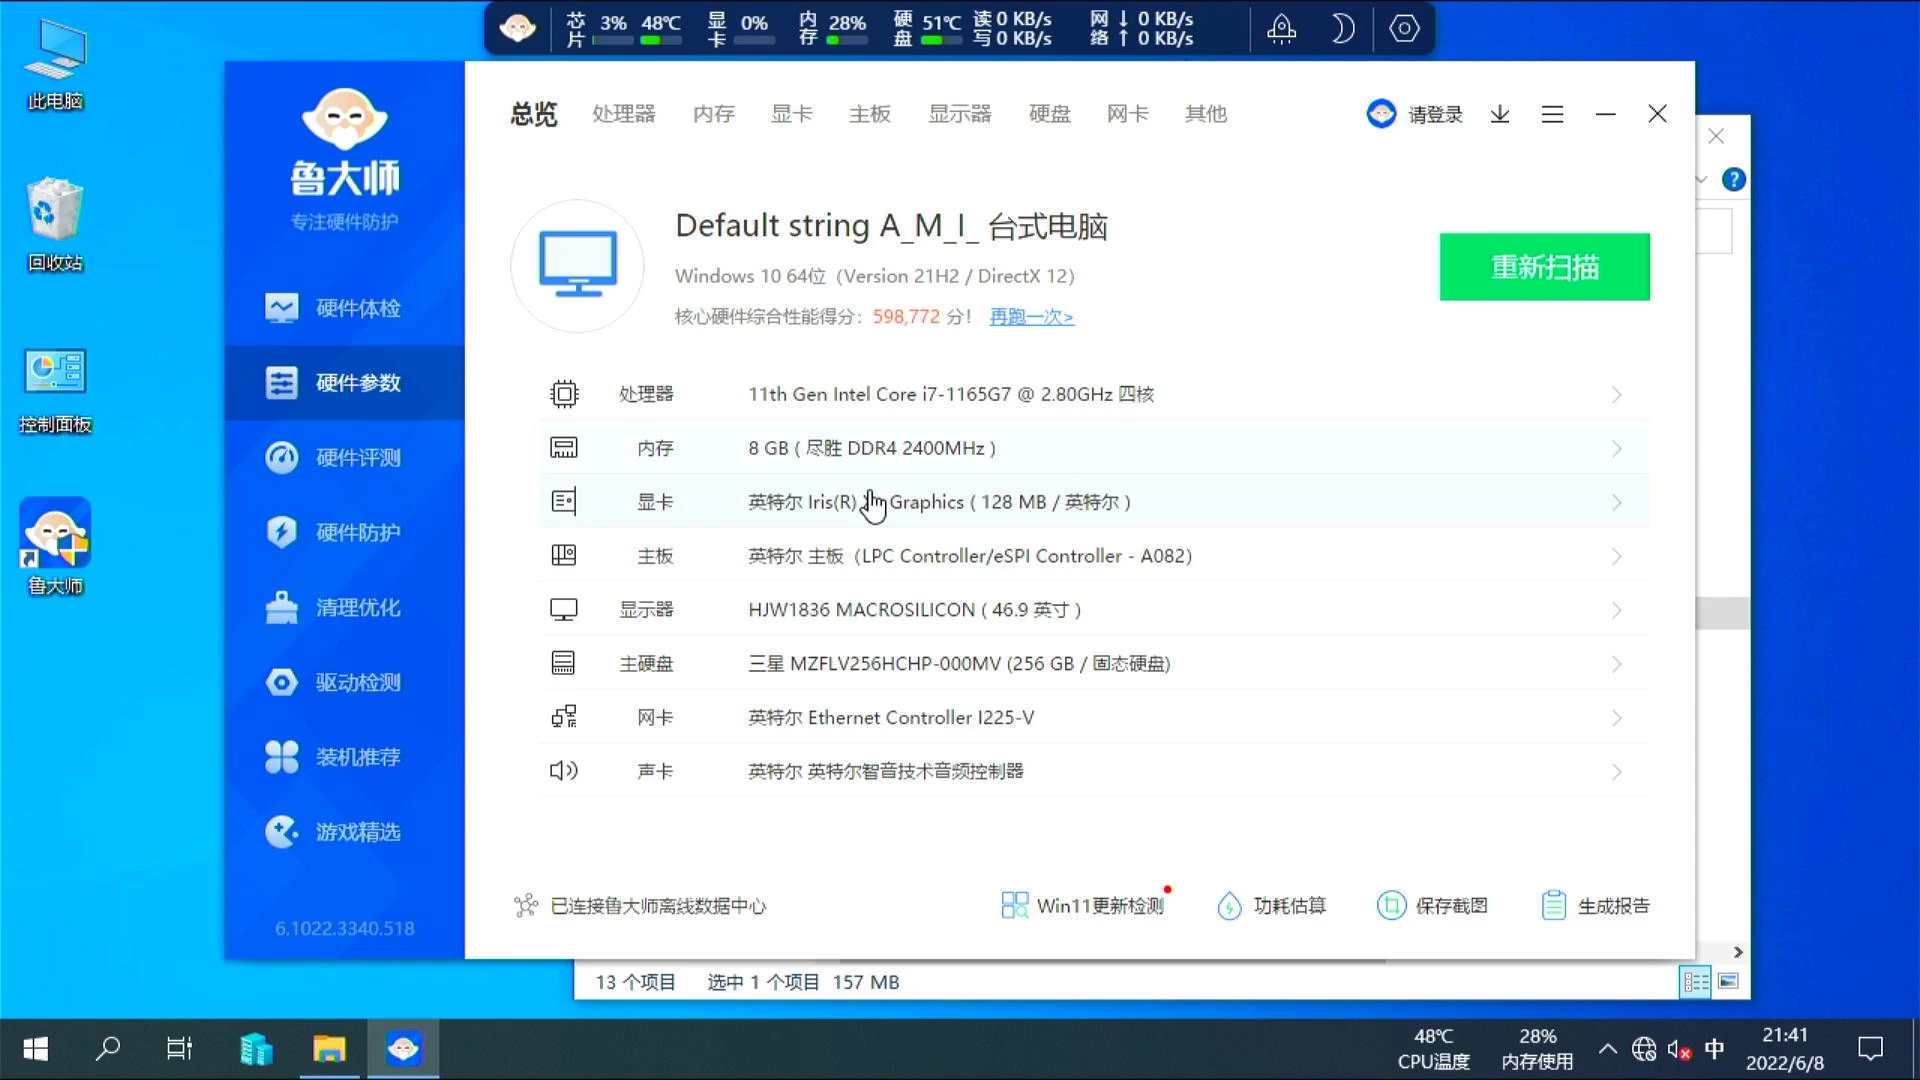 芯片 3% 48℃ 显卡 0% 内存 28% 硬盘 51℃ 读 0 KB/s 写 0 KB/s 网络 ↓ 0 KB/s ↑ 0 KB/s
此电脑
回收站
控制面板
鲁大师
鲁大师
专注硬件防护
硬件体检
硬件参数
硬件评测
硬件防护
清理优化
驱动检测
装机推荐
游戏精选
6.1022.3340.518
总览 处理器 内存 显卡 主板 显示器 硬盘 网卡 其他 请登录
Default string A_M_I_ 台式电脑
Windows 10 64位（Version 21H2 / DirectX 12）
核心硬件综合性能得分：598,772 分！ 再跑一次>
重新扫描
处理器 11th Gen Intel Core i7-1165G7 @ 2.80GHz 四核
内存 8 GB ( 尽胜 DDR4 2400MHz )
显卡 英特尔 Iris(R) Graphics ( 128 MB / 英特尔 )
主板 英特尔 主板（LPC Controller/eSPI Controller - A082）
显示器 HJW1836 MACROSILICON ( 46.9 英寸 )
主硬盘 三星 MZFLV256HCHP-000MV (256 GB / 固态硬盘)
网卡 英特尔 Ethernet Controller I225-V
声卡 英特尔 英特尔智音技术音频控制器
已连接鲁大师离线数据中心 Win11更新检测 功耗估算 保存截图 生成报告
13 个项目 选中 1 个项目 157 MB
48℃
CPU温度
28%
内存使用
中
21:41
2022/6/8